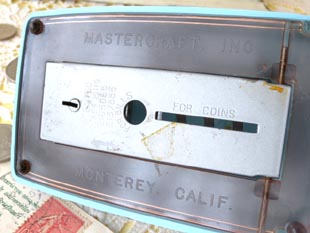 MASTERCRAFT, INC
FOR COINS
MONTEREY, CALIF.